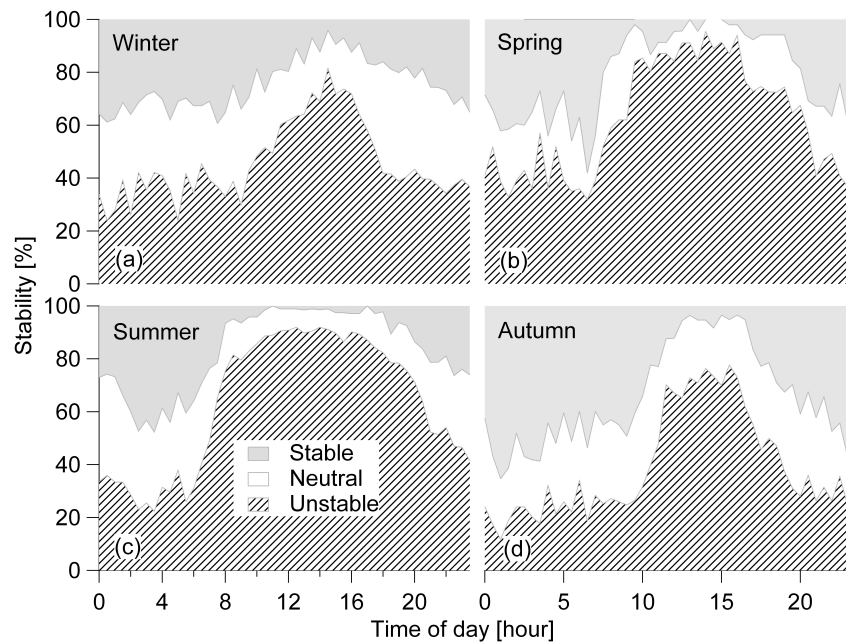 100
80
60
40
20
0
Winter
(a)
Spring
(b)
Stability [%]
100
80
60
40
20
0
Summer
Stable
Neutral
Unstable
(c)
Autumn
(d)
0 4 8 12 16 20
0 5 10 15 20
Time of day [hour]